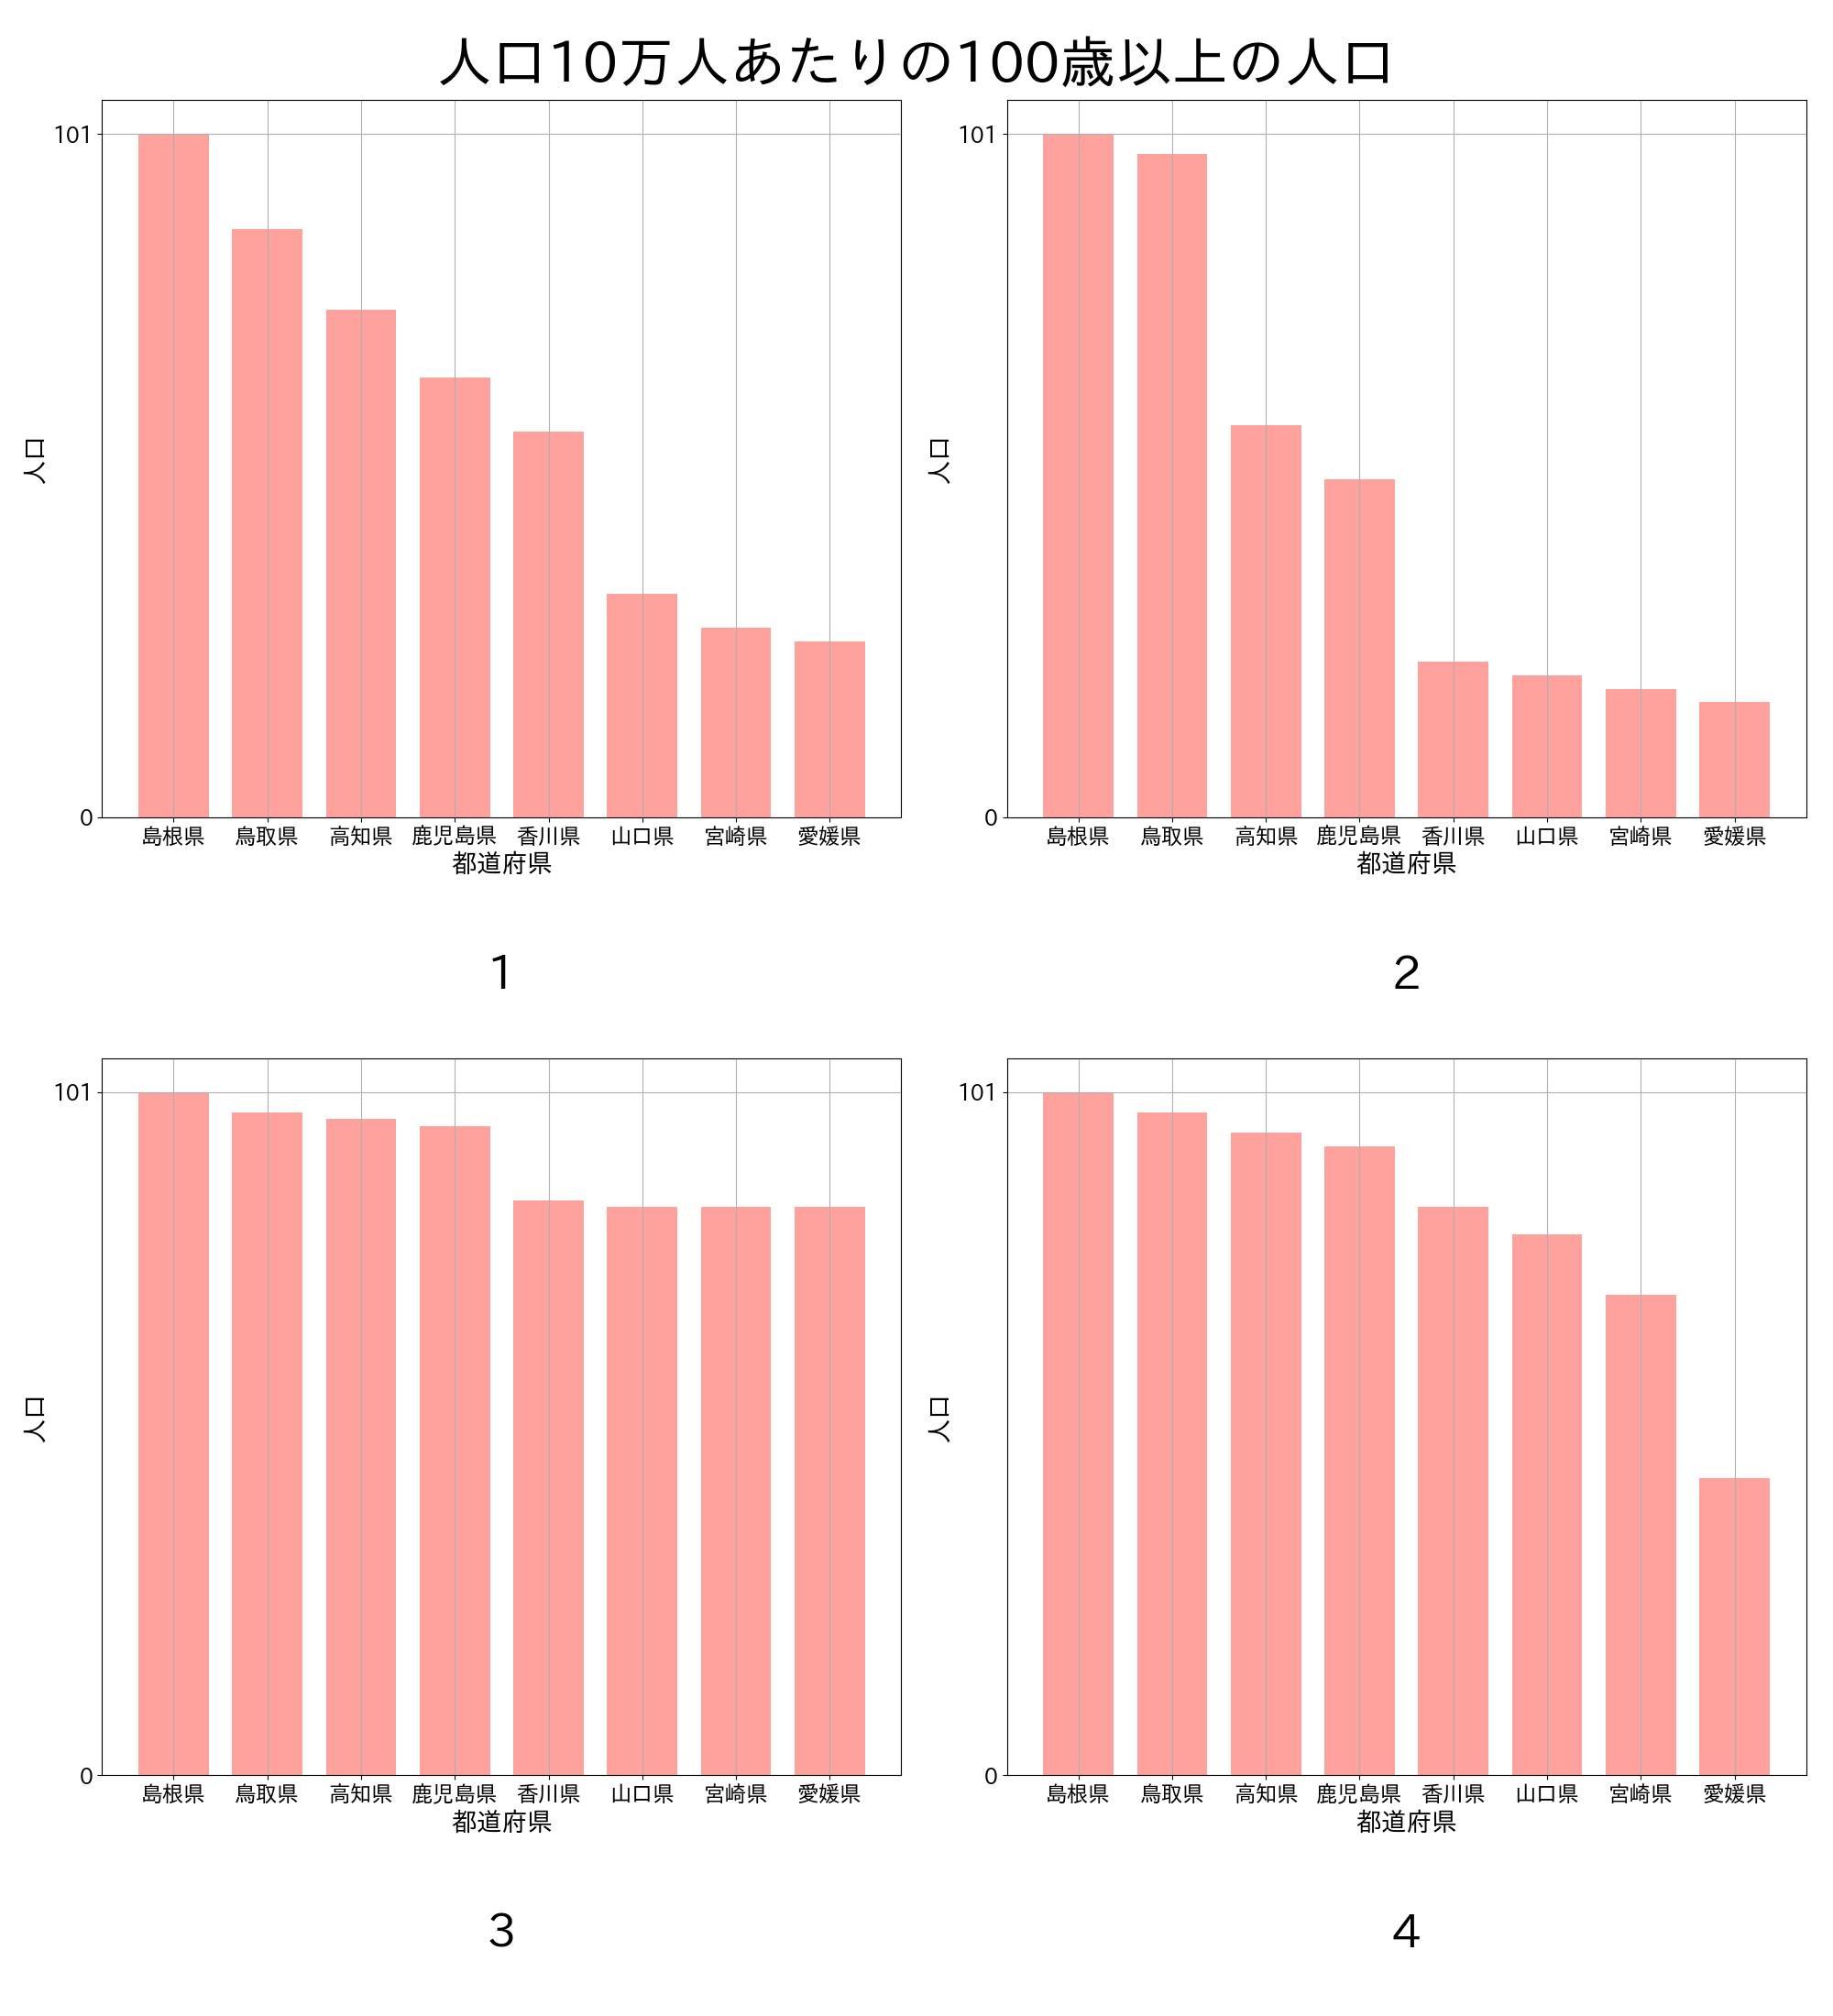 人口10万人あたりの100歳以上の人口
101
0
人口
島根県 鳥取県 高知県 鹿児島県 香川県 山口県 宮崎県 愛媛県
都道府県
1
101
0
人口
島根県 鳥取県 高知県 鹿児島県 香川県 山口県 宮崎県 愛媛県
都道府県
2
101
0
人口
島根県 鳥取県 高知県 鹿児島県 香川県 山口県 宮崎県 愛媛県
都道府県
3
101
0
人口
島根県 鳥取県 高知県 鹿児島県 香川県 山口県 宮崎県 愛媛県
都道府県
4